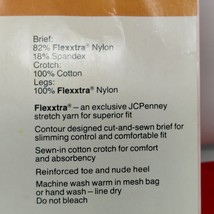 Brief:
82% Flexxtra® Nylon
18% Spandex
Crotch:
100% Cotton
Legs:
100% Flexxtra® Nylon
Flexxtra® – an exclusive JCPenney
stretch yarn for superior fit
Contour designed cut-and-sewn brief for
slimming control and comfortable fit
Sewn-in cotton crotch for comfort
and absorbency
Reinforced toe and nude heel
Machine wash warm in mesh bag
or hand wash – line dry
Do not bleach